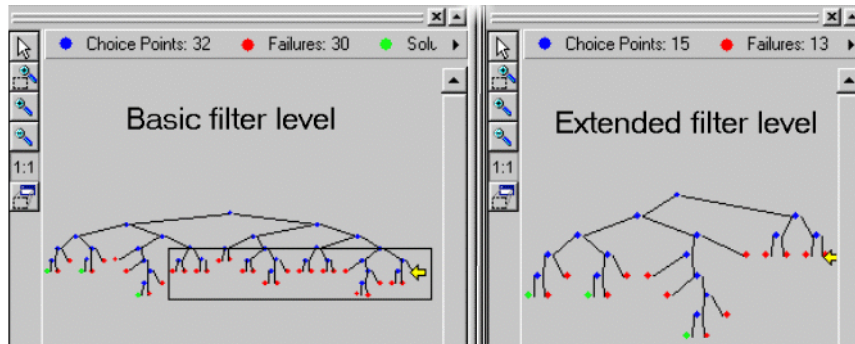 Choice Points: 32 Failures: 30 Solu
Basic filter level
1:1
Choice Points: 15 Failures: 13
Extended filter level
1:1